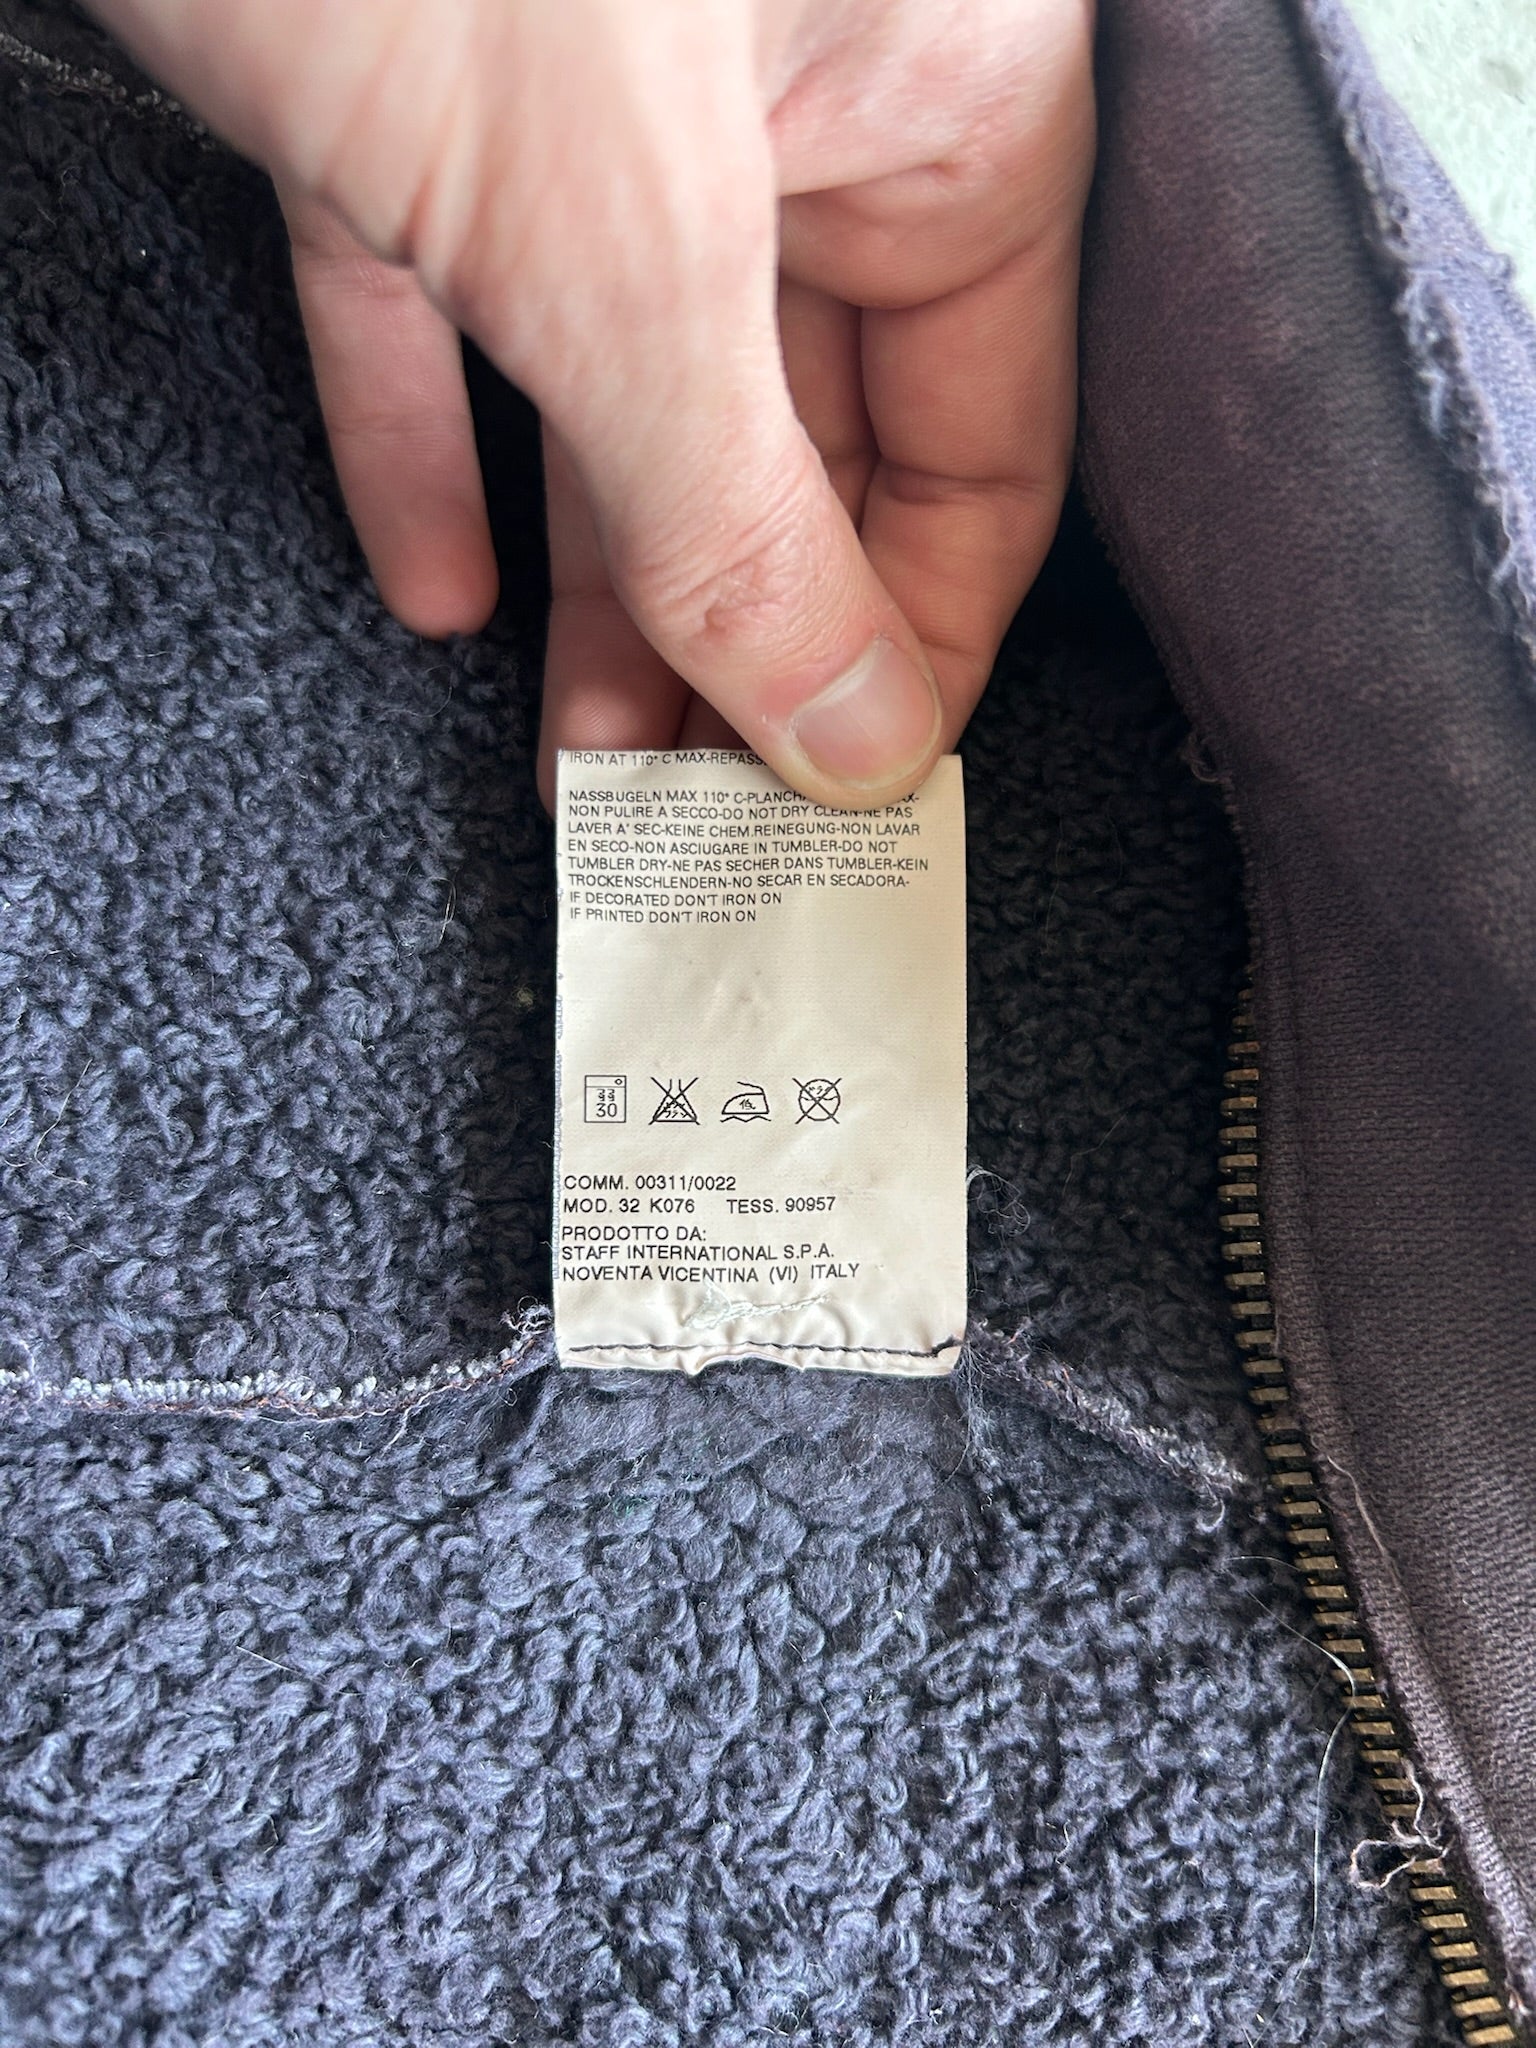 IRON AT 110° C MAX-REPASS
NASSBUGELN MAX 110° C-PLANCHA
NON PULIRE A SECCO-DO NOT DRY CLEAN-NE PAS
LAVER A' SEC-KEINE CHEM.REINEGUNG-NON LAVAR
EN SECO-NON ASCIUGARE IN TUMBLER-DO NOT
TUMBLER DRY-NE PAS SECHER DANS TUMBLER-KEIN
TROCKENSCHLENDERN-NO SECAR EN SECADORA-
IF DECORATED DON'T IRON ON
IF PRINTED DON'T IRON ON
30 低
COMM. 00311/0022
MOD. 32 K076 TESS. 90957
PRODOTTO DA:
STAFF INTERNATIONAL S.P.A.
NOVENTA VICENTINA (VI) ITALY